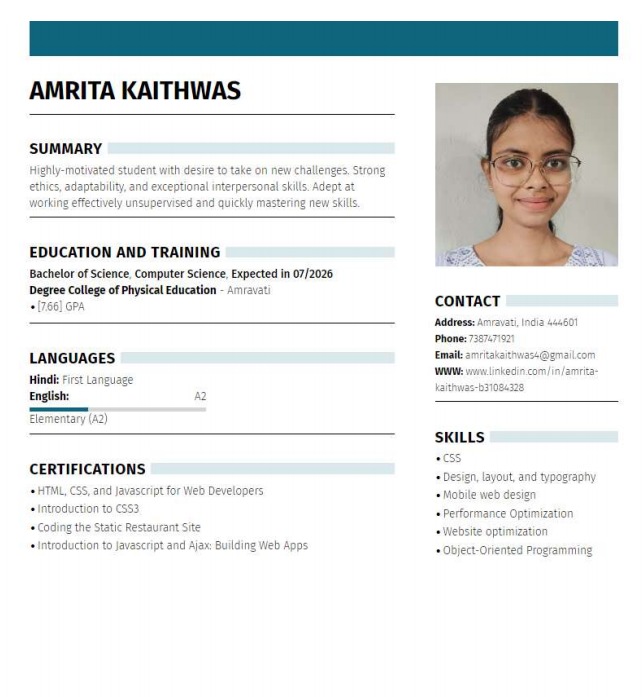 AMRITA KAITHWAS
SUMMARY
Highly-motivated student with desire to take on new challenges. Strong
ethics, adaptability, and exceptional interpersonal skills. Adept at
working effectively unsupervised and quickly mastering new skills.
EDUCATION AND TRAINING
Bachelor of Science, Computer Science, Expected in 07/2026
Degree College of Physical Education - Amravati
• [7.66] GPA
LANGUAGES
Hindi: First Language
English: A2
Elementary (A2)
CERTIFICATIONS
• HTML, CSS, and Javascript for Web Developers
• Introduction to CSS3
• Coding the Static Restaurant Site
• Introduction to Javascript and Ajax: Building Web Apps
CONTACT
Address: Amravati, India 444601
Phone: 7387471921
Email: amritakaithwas4@gmail.com
WWW: www.linkedin.com/in/amrita-
kaithwas-b31084328
SKILLS
• CSS
• Design, layout, and typography
• Mobile web design
• Performance Optimization
• Website optimization
• Object-Oriented Programming